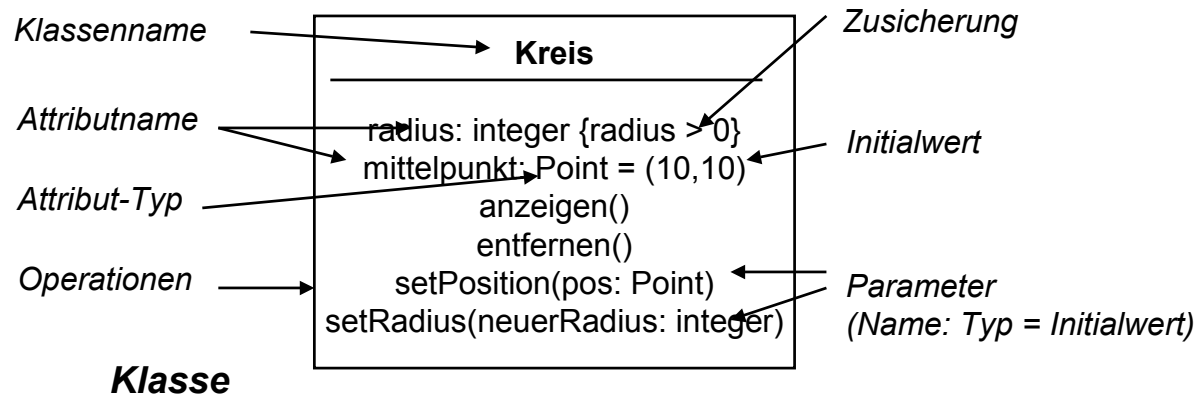 Klassenname
Zusicherung
Kreis
Attributname
radius: integer {radius > 0}
Initialwert
mittelpunkt: Point = (10,10)
Attribut-Typ
anzeigen()
entfernen()
Operationen
setPosition(pos: Point)
Parameter
setRadius(neuerRadius: integer)
(Name: Typ = Initialwert)
Klasse